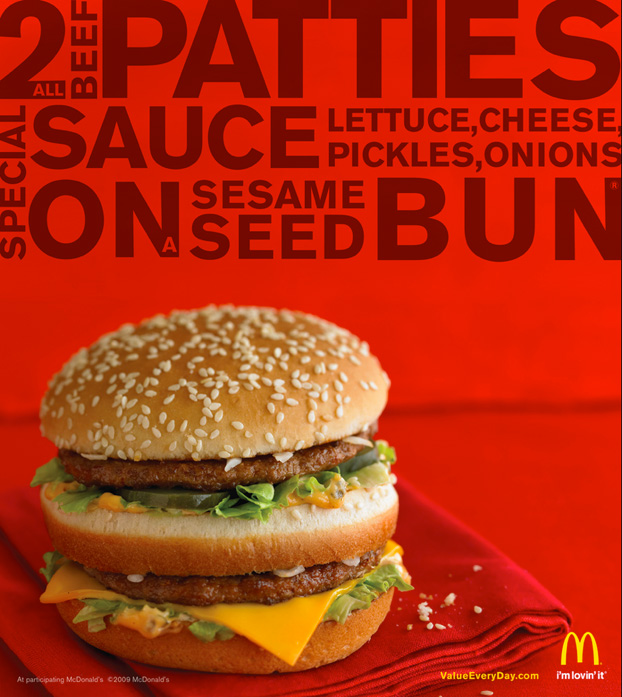 2 ALL BEEF PATTIES
SPECIAL SAUCE LETTUCE,CHEESE,
PICKLES,ONIONS
ON A SESAME SEED BUN®
At participating McDonald's ©2009 McDonald's
ValueEveryDay.com
i'm lovin' it®